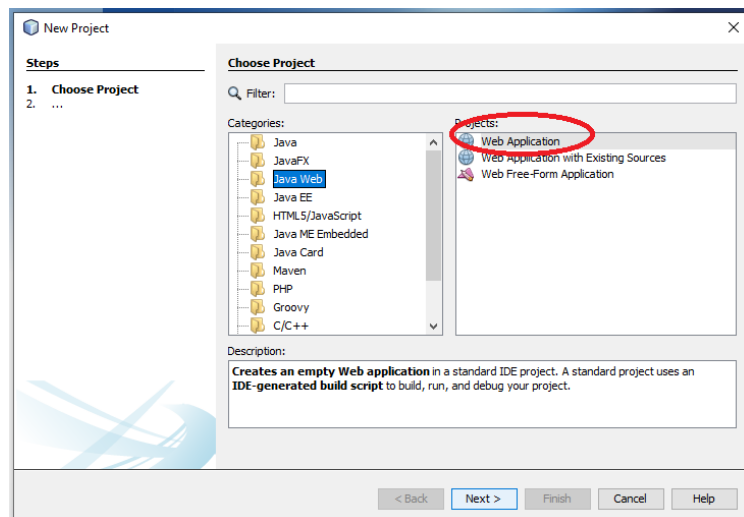 New Project
Steps
1. Choose Project
2. ...
Choose Project
Filter:
Categories:
Java
JavaFX
Java Web
Java EE
HTML5/JavaScript
Java ME Embedded
Java Card
Maven
PHP
Groovy
C/C++
Projects:
Web Application
Web Application with Existing Sources
Web Free-Form Application
Description:
Creates an empty Web application in a standard IDE project. A standard project uses an
IDE-generated build script to build, run, and debug your project.
< Back
Next >
Finish
Cancel
Help